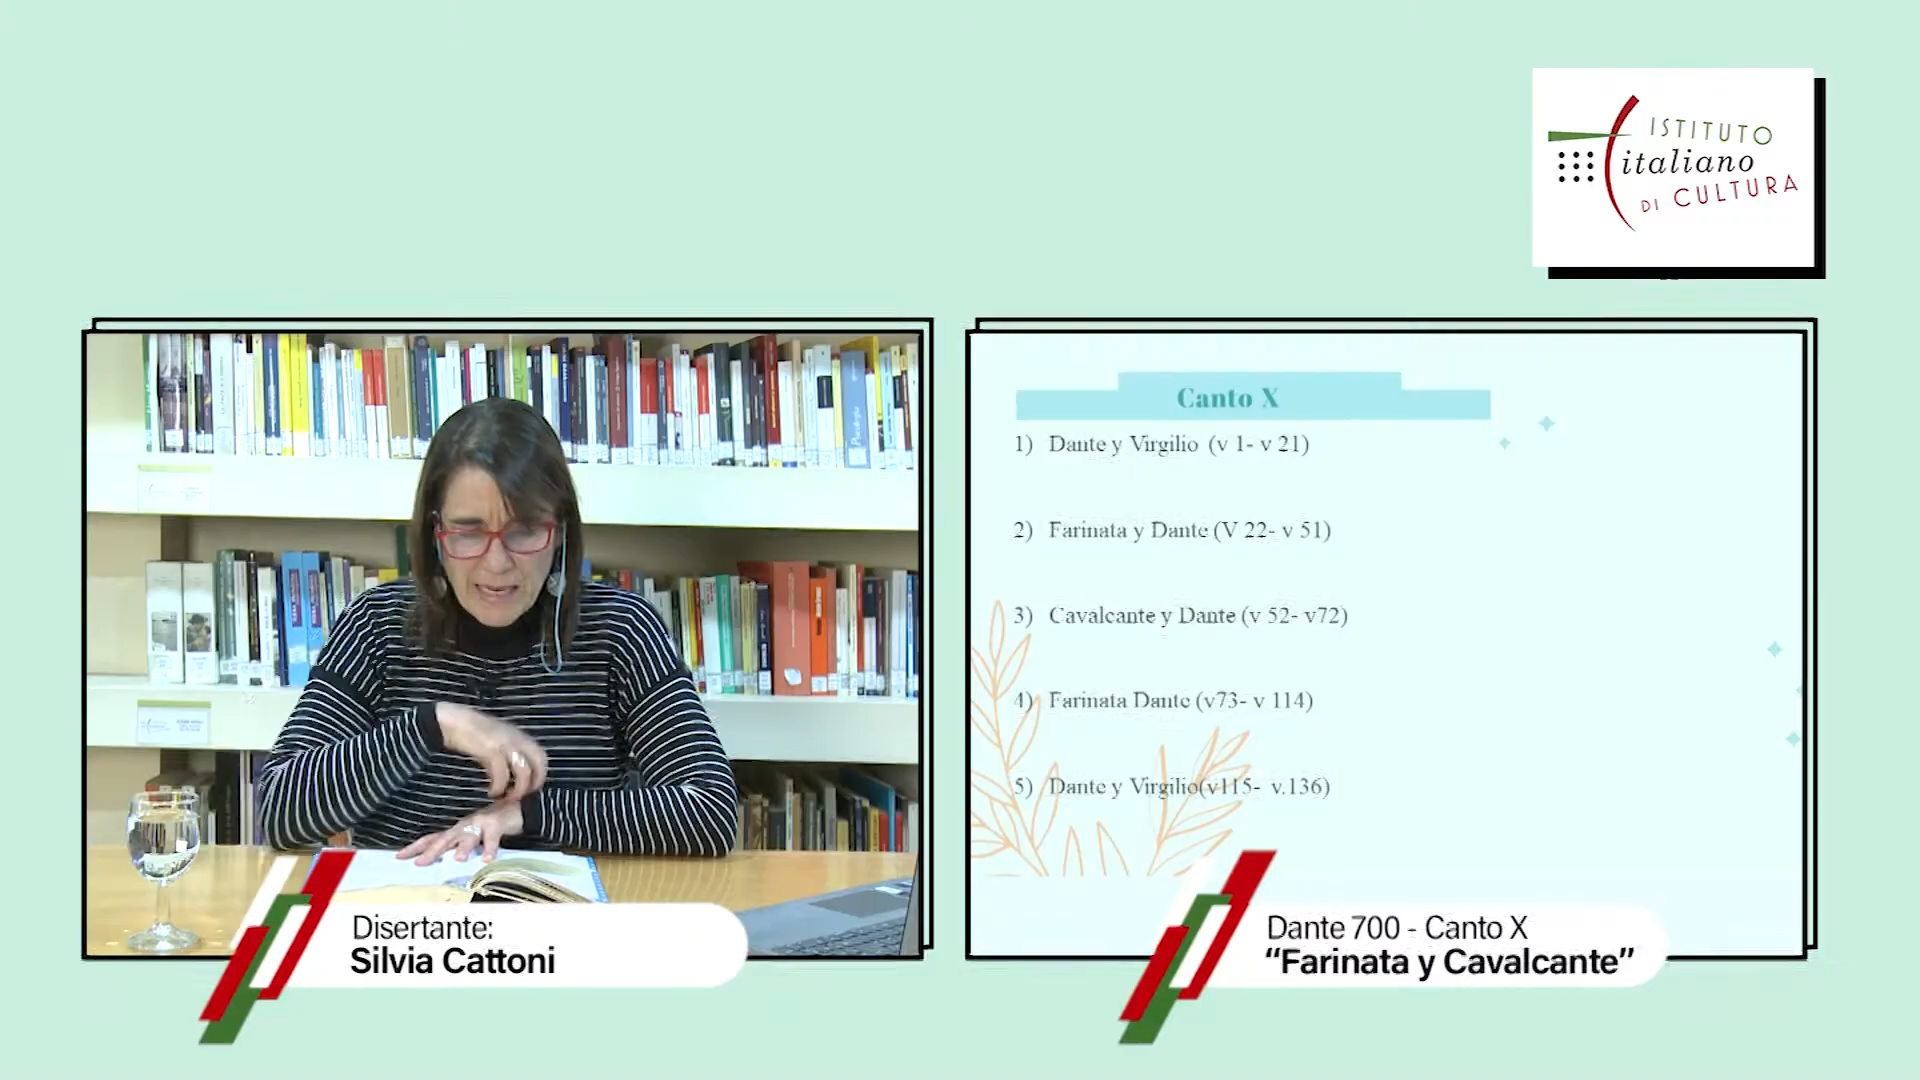 ISTITUTO
italiano
DI CULTURA
Canto X
1) Dante y Virgilio (v 1- v 21)
2) Farinata y Dante (V 22- v 51)
3) Cavalcante y Dante (v 52- v72)
4) Farinata Dante (v73- v 114)
5) Dante y Virgilio(v115- v.136)
Disertante:
Silvia Cattoni
Dante 700 - Canto X
“Farinata y Cavalcante”